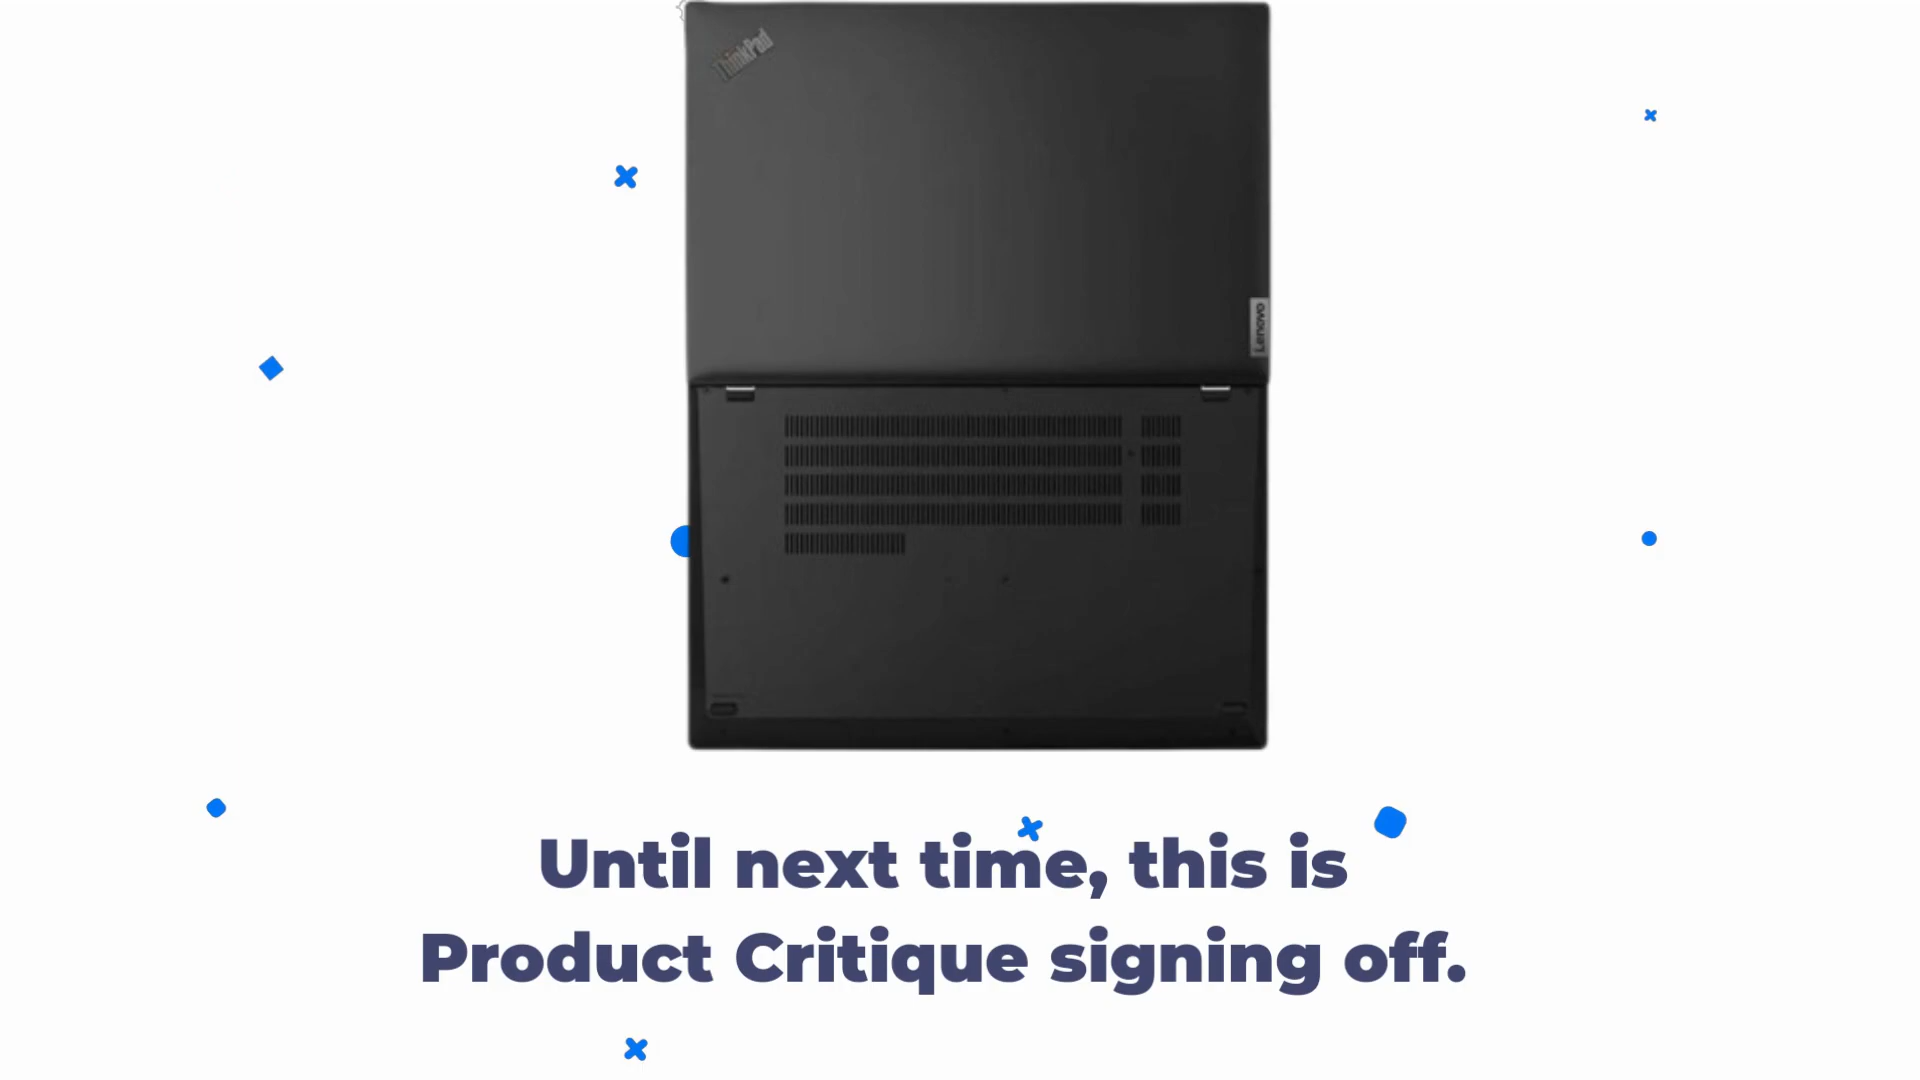 ThinkPad
Lenovo
Until next time, this is
Product Critique signing off.